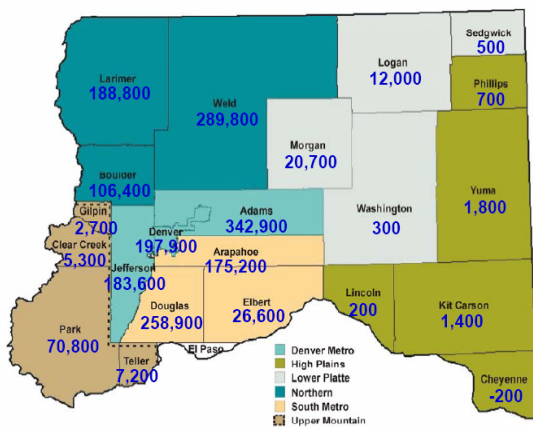 Sedgwick
500
Logan
12,000
Larimer
188,800
Phillips
700
Weld
289,800
Morgan
20,700
Boulder
106,400
Yuma
1,800
Gilpin
2,700
Adams
342,900
Washington
300
Denver
197,900
Clear Creek
5,300
Arapahoe
175,200
Jefferson
183,600
Douglas
258,900
Elbert
26,600
Lincoln
200
Kit Carson
1,400
Park
70,800
El Paso
Teller
7,200
Cheyenne
-200
Denver Metro
High Plains
Lower Platte
Northern
South Metro
Upper Mountain